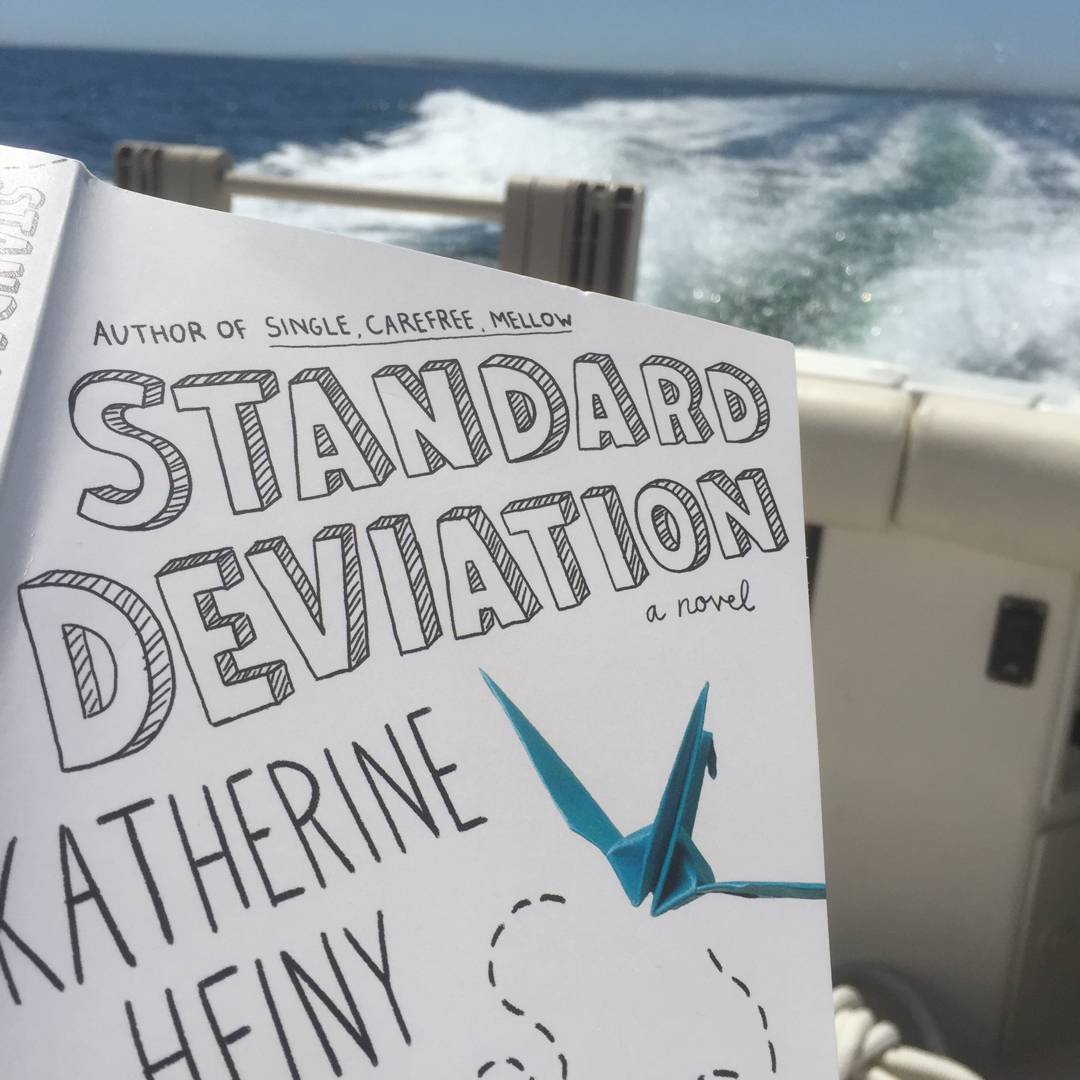 AUTHOR OF SINGLE, CAREFREE, MELLOW
STANDARD
DEVIATION
a novel
KATHERINE
HEINY